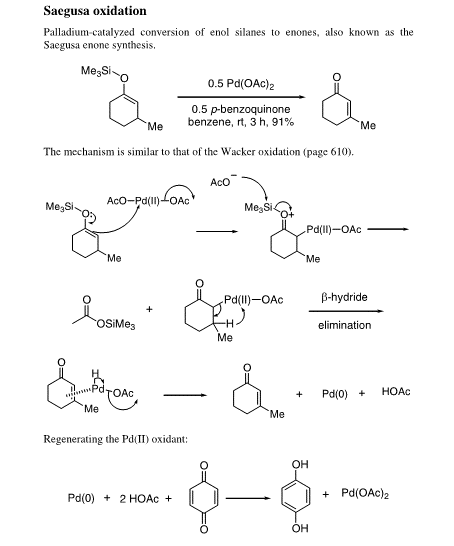 Saegusa oxidation
Palladium-catalyzed conversion of enol silanes to enones, also known as the
Saegusa enone synthesis.
Me3Si
O
Me
0.5 Pd(OAc)2
0.5 p-benzoquinone
benzene, rt, 3 h, 91%
O
Me
The mechanism is similar to that of the Wacker oxidation (page 610).
Me3Si
O:
Me
AcO—Pd(II)—OAc
AcO−
Me3Si
O+
Pd(II)—OAc
Me
O
OSiMe3
+
O
Pd(II)—OAc
H
Me
β-hydride
elimination
O
H
Pd
OAc
Me
O
Me
+ Pd(0) + HOAc
Regenerating the Pd(II) oxidant:
Pd(0) + 2 HOAc +
O
O
OH
OH
+ Pd(OAc)2